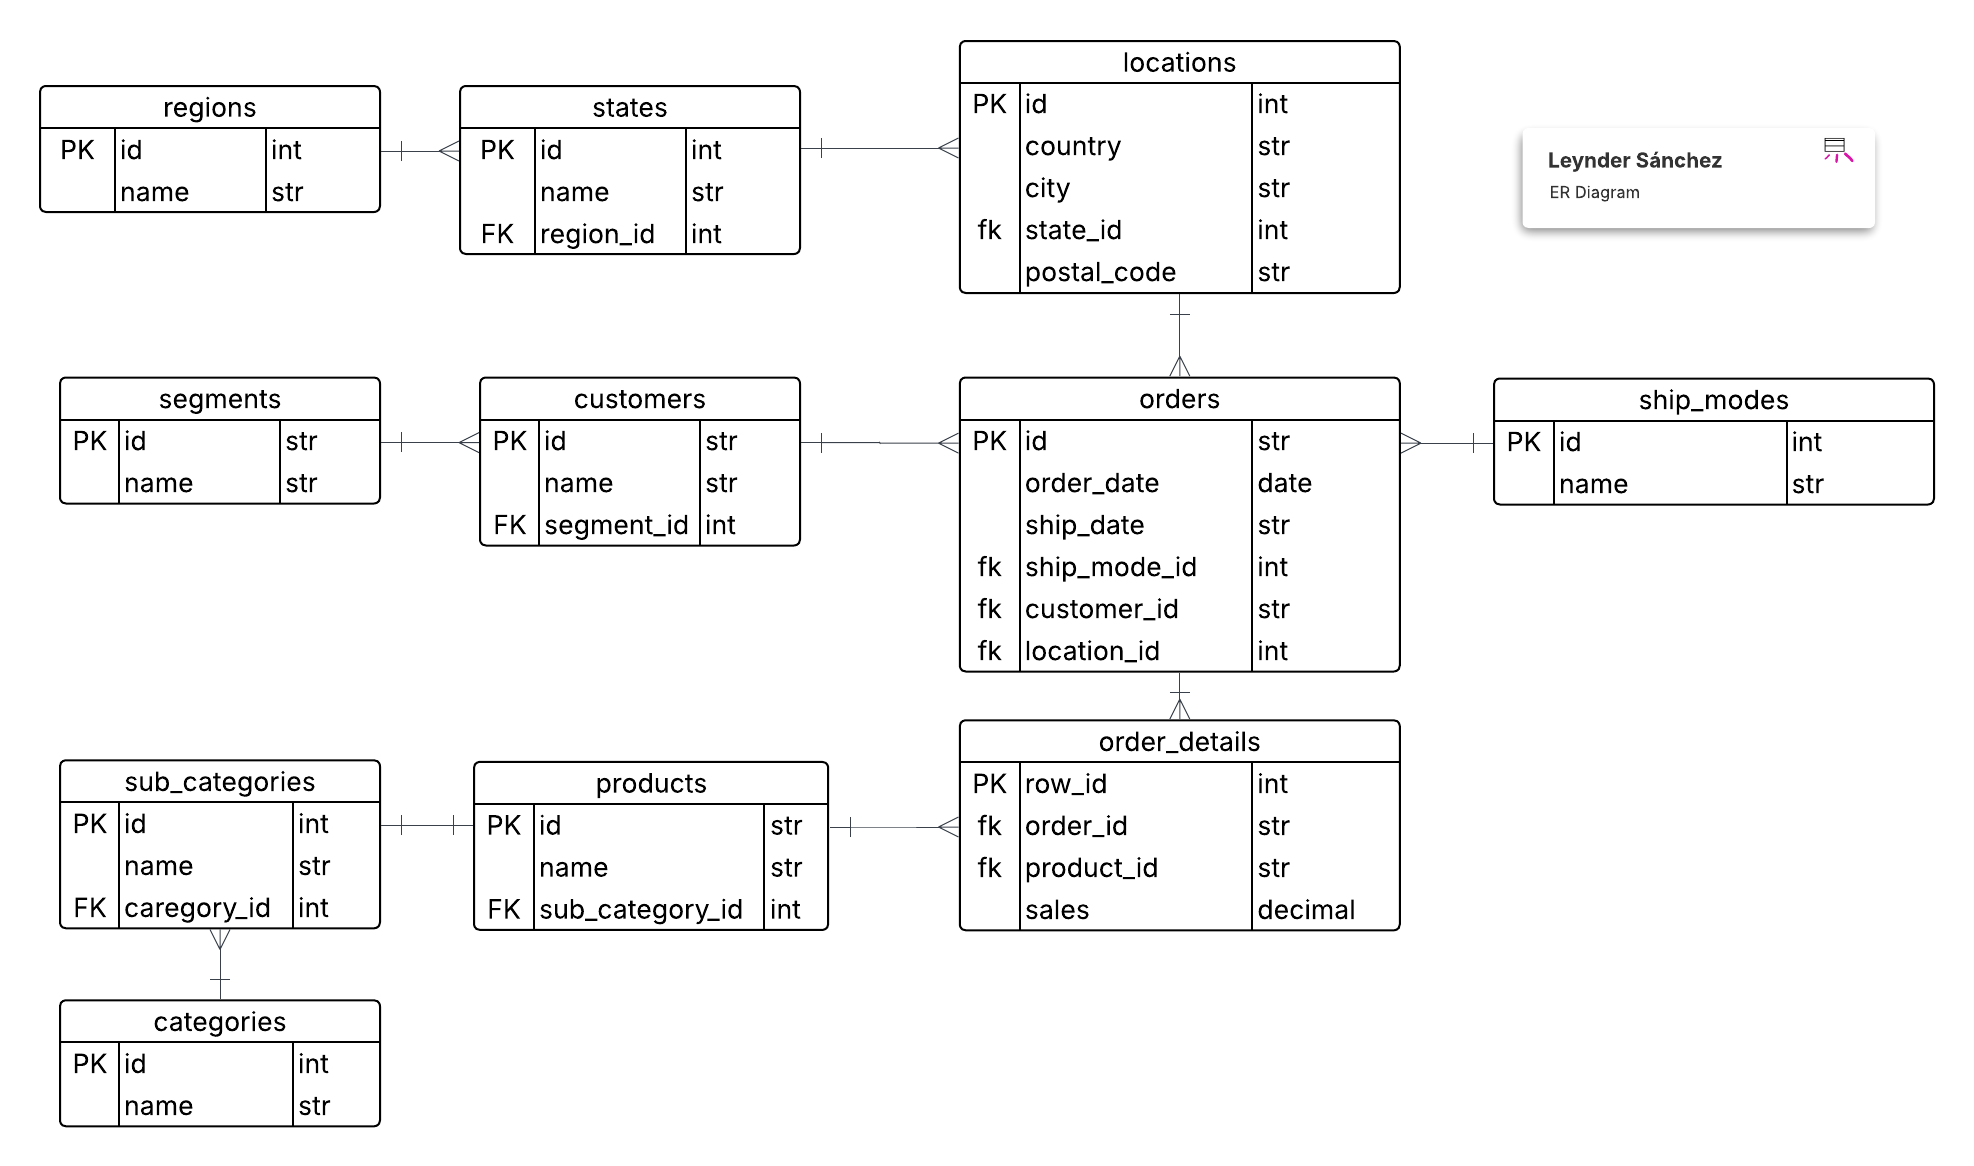 regions
PK id int
name str
states
PK id int
name str
FK region_id int
locations
PK id int
country str
city str
fk state_id int
postal_code str
Leynder Sánchez
ER Diagram
segments
PK id str
name str
customers
PK id str
name str
FK segment_id int
orders
PK id str
order_date date
ship_date str
fk ship_mode_id int
fk customer_id str
fk location_id int
ship_modes
PK id int
name str
sub_categories
PK id int
name str
FK caregory_id int
products
PK id str
name str
FK sub_category_id int
order_details
PK row_id int
fk order_id str
fk product_id str
sales decimal
categories
PK id int
name str